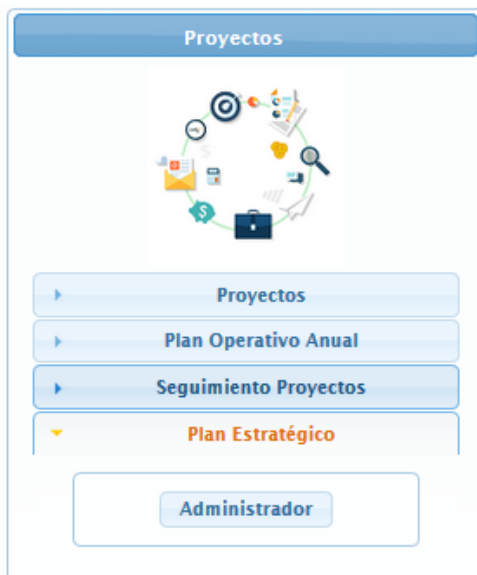 Proyectos
Proyectos
Plan Operativo Anual
Seguimiento Proyectos
Plan Estratégico
Administrador